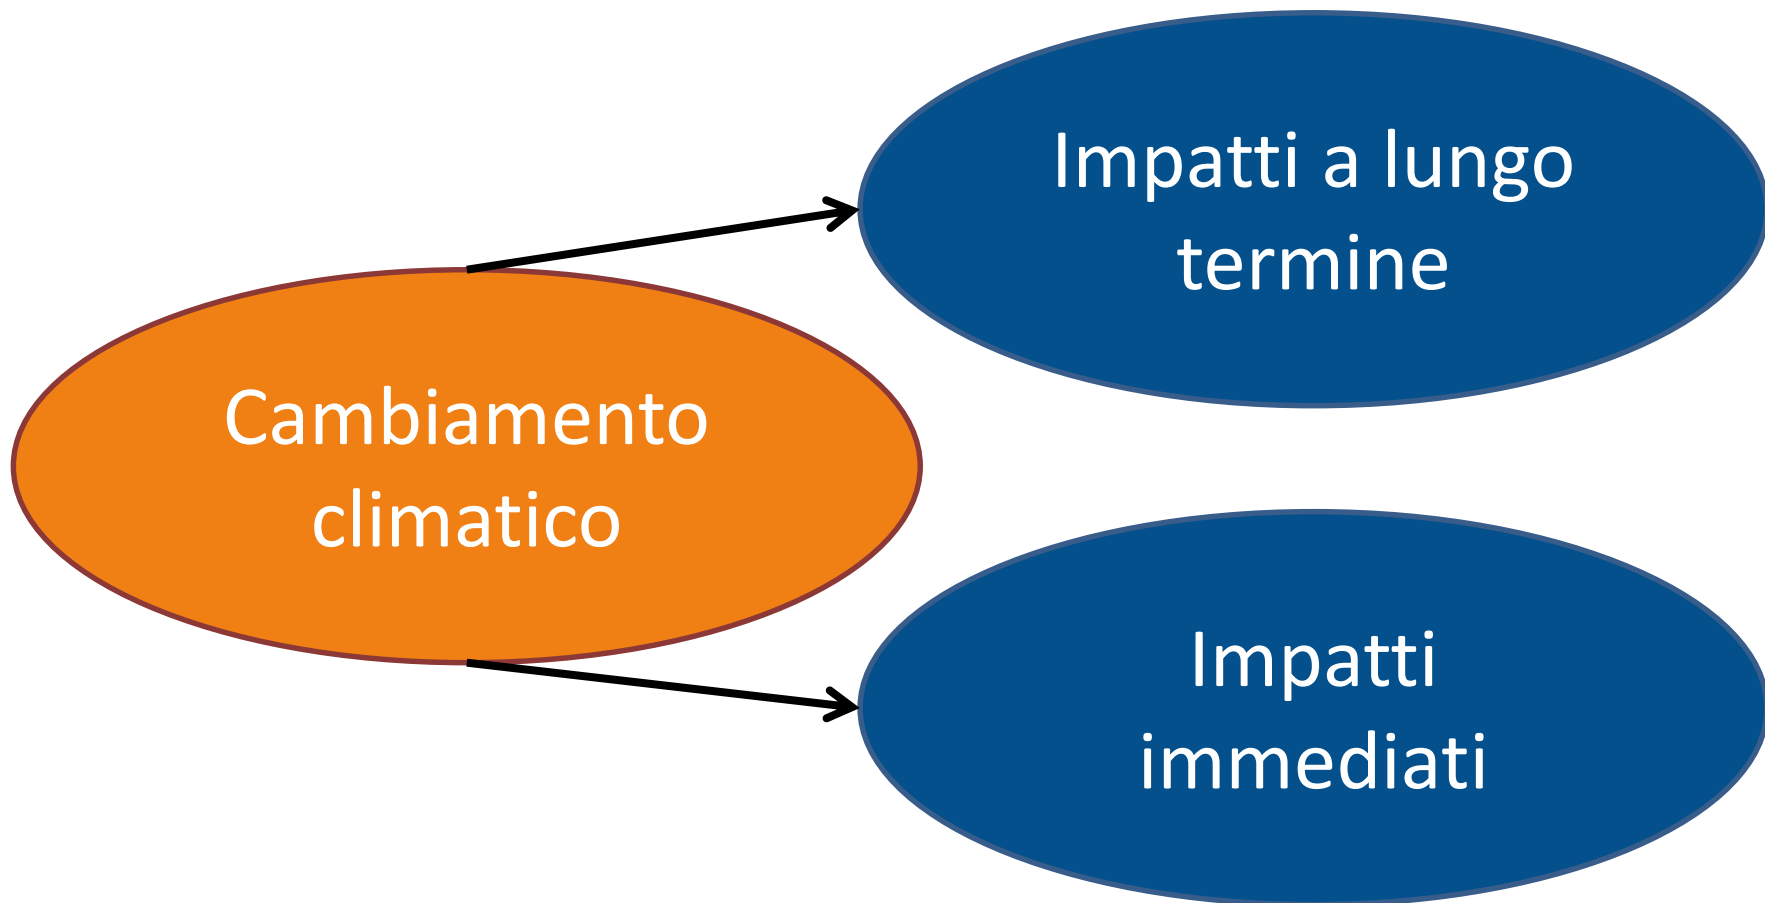 Impatti a lungo
termine
Cambiamento
climatico
Impatti
immediati